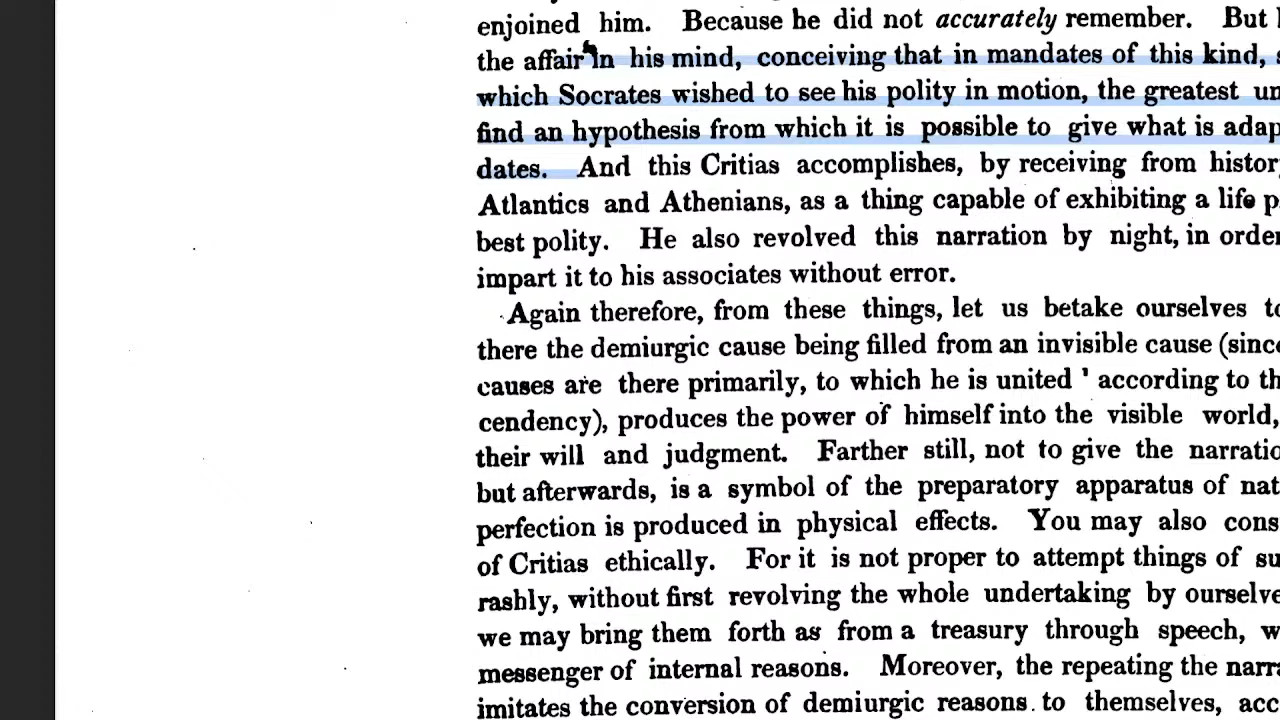 enjoined him. Because he did not accurately remember. But
the affair in his mind, conceiving that in mandates of this kind,
which Socrates wished to see his polity in motion, the greatest un
find an hypothesis from which it is possible to give what is adap
dates. And this Critias accomplishes, by receiving from histor
Atlantics and Athenians, as a thing capable of exhibiting a life p
best polity. He also revolved this narration by night, in order
impart it to his associates without error.
Again therefore, from these things, let us betake ourselves to
there the demiurgic cause being filled from an invisible cause (since
causes are there primarily, to which he is united ' according to th
cendency), produces the power of himself into the visible world,
their will and judgment. Farther still, not to give the narratio
but afterwards, is a symbol of the preparatory apparatus of nat
perfection is produced in physical effects. You may also cons
of Critias ethically. For it is not proper to attempt things of su
rashly, without first revolving the whole undertaking by ourselve
we may bring them forth as from a treasury through speech, w
messenger of internal reasons. Moreover, the repeating the narra
imitates the conversion of demiurgic reasons to themselves, acc